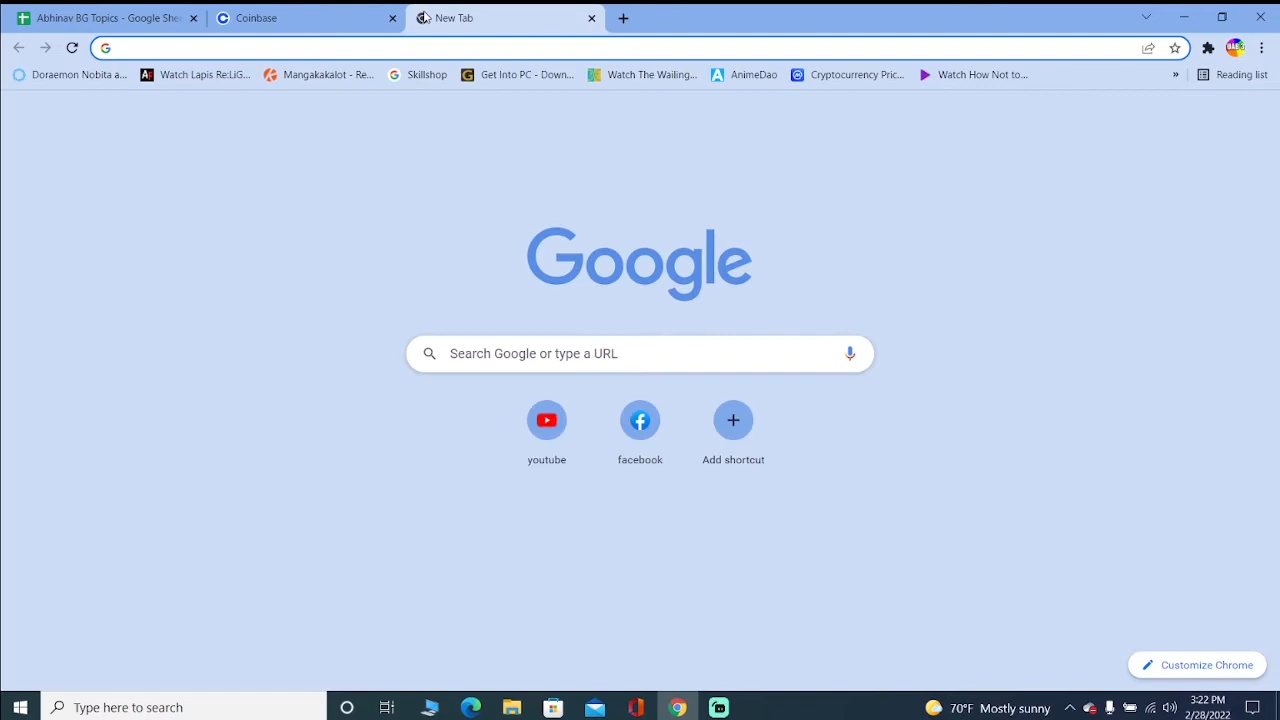 Abhinav BG Topics - Google She
Coinbase
New Tab
Doraemon Nobita a...
Watch Lapis Re:LiG...
Mangakakalot - Re...
Skillshop
Get Into PC - Down...
Watch The Wailing...
AnimeDao
Cryptocurrency Pric...
Watch How Not to...
»
Reading list
Google
Search Google or type a URL
youtube
facebook
Add shortcut
Customize Chrome
Type here to search
70°F Mostly sunny
3:22 PM
2/28/2022